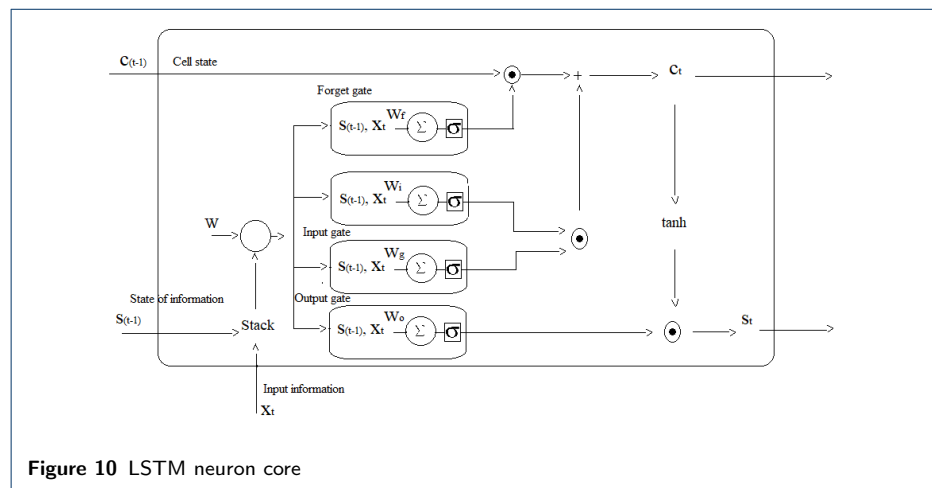 C(t-1) Cell state + Ct
Forget gate
S(t-1), Xt Wf Σ σ
S(t-1), Xt Wi Σ σ
W Input gate tanh
S(t-1), Xt Wg Σ σ
State of information Output gate
S(t-1) Stack S(t-1), Xt Wo Σ σ St
Input information
Xt
Figure 10 LSTM neuron core